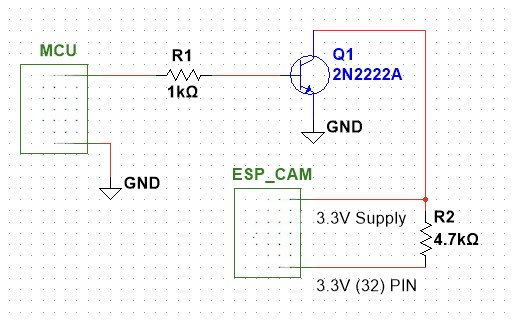 MCU
R1
1kΩ
Q1
2N2222A
GND
GND
ESP_CAM
3.3V Supply
R2
4.7kΩ
3.3V (32) PIN